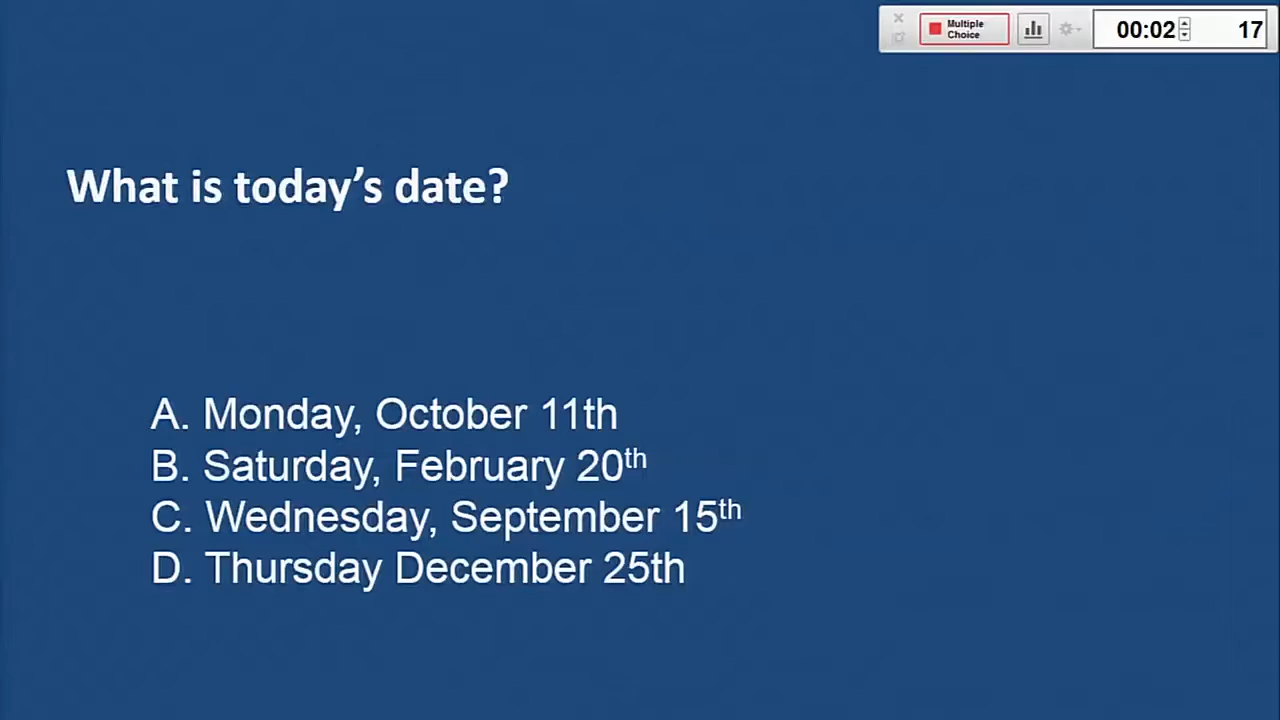 Multiple
Choice
00:02
17
What is today’s date?
A. Monday, October 11th
B. Saturday, February 20th
C. Wednesday, September 15th
D. Thursday December 25th